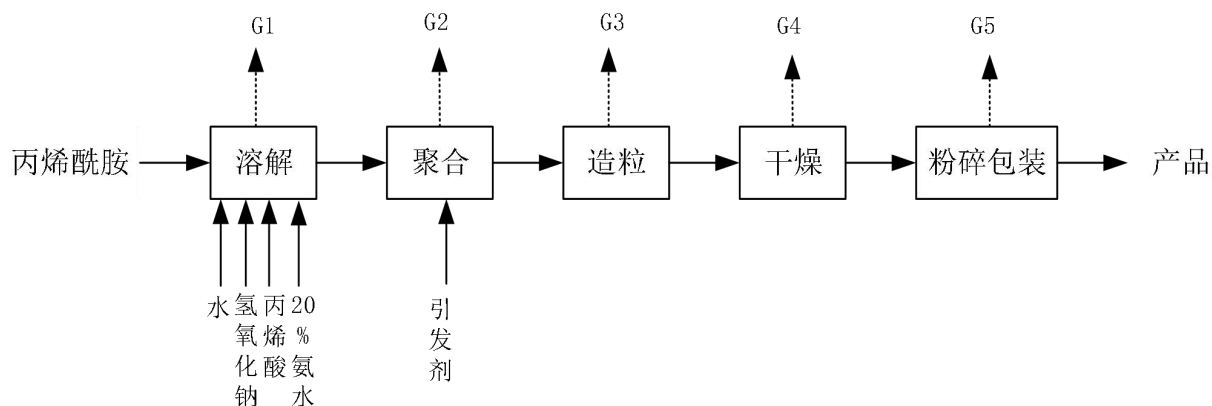 G1
G2
G3
G4
G5
丙烯酰胺
溶解
聚合
造粒
干燥
粉碎包装
产品
水
氢氧化钠
丙烯酸
20%氨水
引发剂